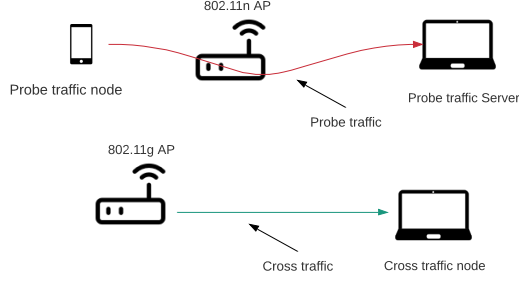 802.11n AP
Probe traffic node
Probe traffic Server
Probe traffic
802.11g AP
Cross traffic
Cross traffic node